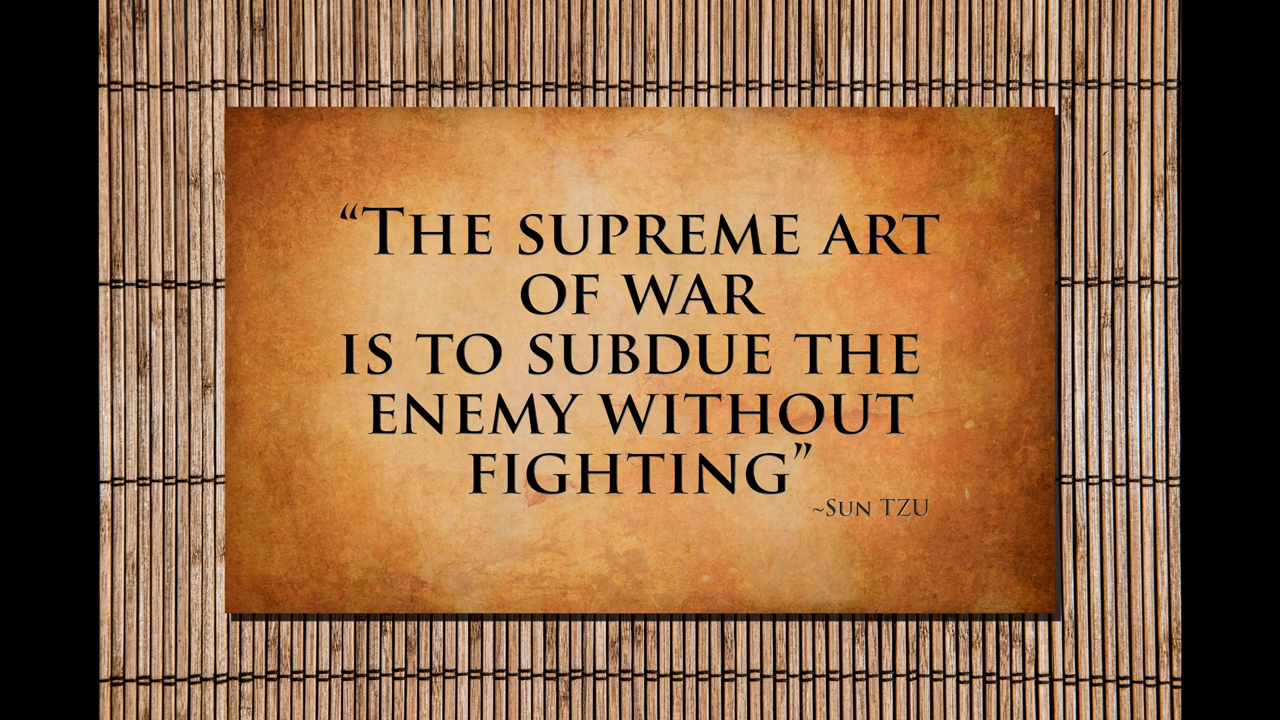 “The supreme art
of war
is to subdue the
enemy without
fighting”
~Sun TZU